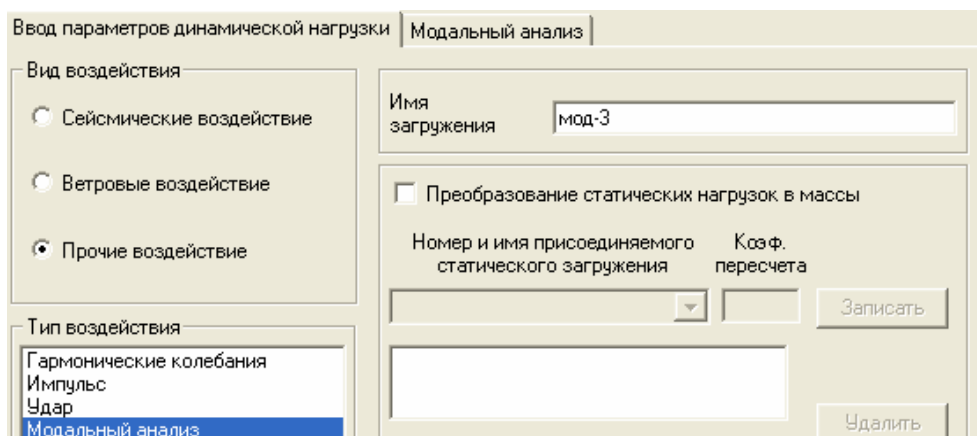 Ввод параметров динамической нагрузки
Модальный анализ
Вид воздействия
Сейсмические воздействие
Ветровые воздействие
Прочие воздействие
Тип воздействия
Гармонические колебания
Импульс
Удар
Модальный анализ
Имя
загружения
мод-3
Преобразование статических нагрузок в массы
Номер и имя присоединяемого
статического загружения
Коэф.
пересчета
Записать
Удалить